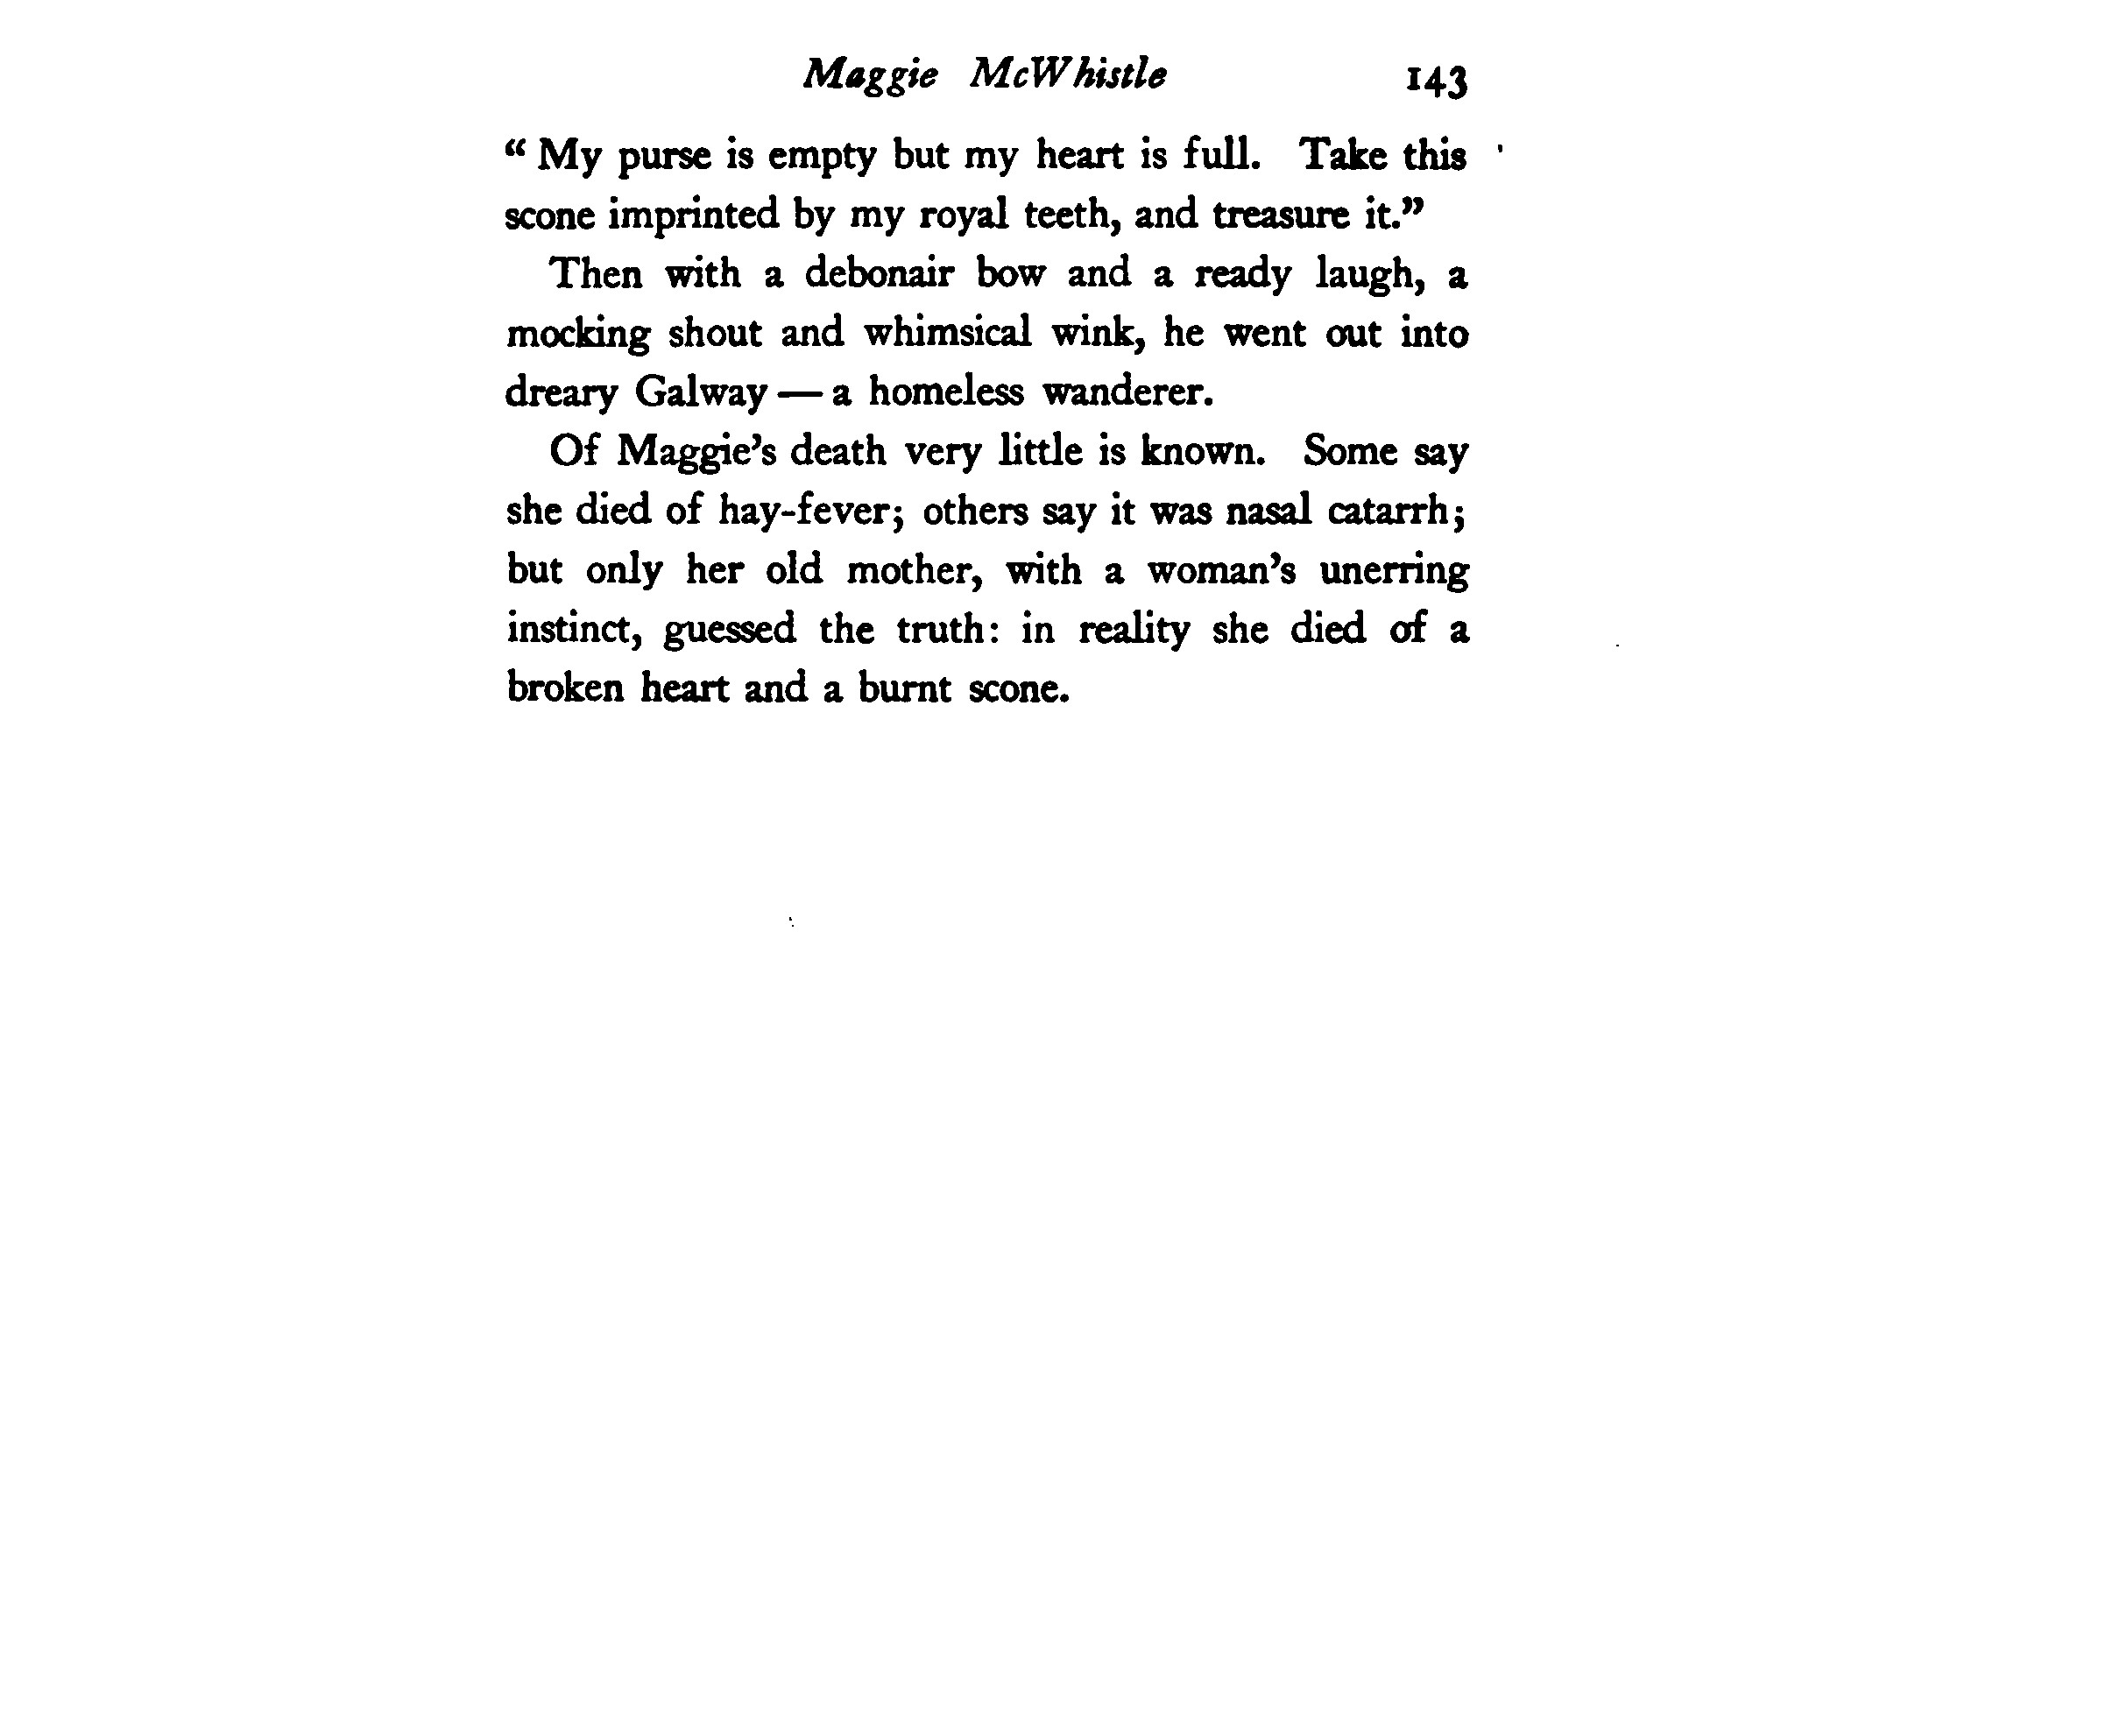 Maggie McWhistle 143
“ My purse is empty but my heart is full. Take this
scone imprinted by my royal teeth, and treasure it.”
Then with a debonair bow and a ready laugh, a
mocking shout and whimsical wink, he went out into
dreary Galway — a homeless wanderer.
Of Maggie’s death very little is known. Some say
she died of hay-fever; others say it was nasal catarrh;
but only her old mother, with a woman’s unerring
instinct, guessed the truth: in reality she died of a
broken heart and a burnt scone.